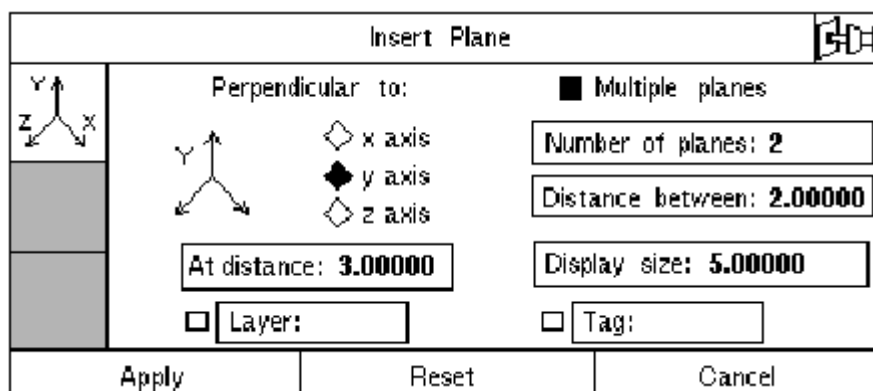 Insert Plane
Y
Z X
Perpendicular to:
Y
x axis
y axis
z axis
At distance: 3.00000
Layer:
Multiple planes
Number of planes: 2
Distance between: 2.00000
Display size: 5.00000
Tag:
Apply Reset Cancel